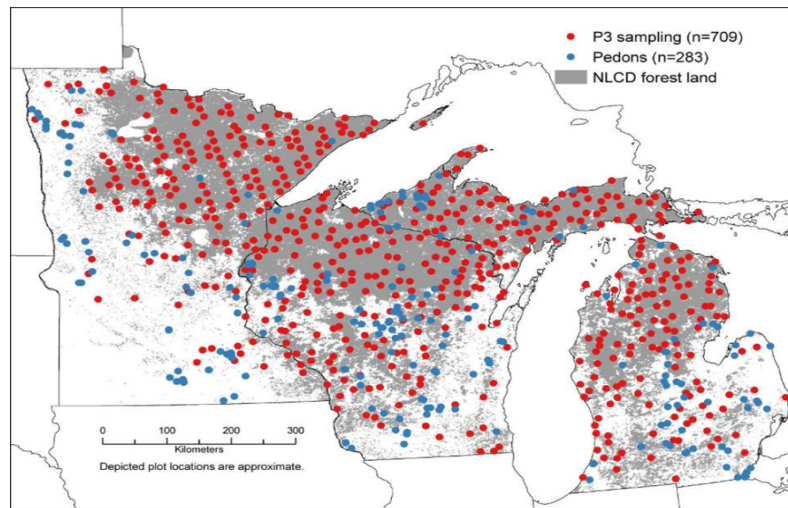 P3 sampling (n=709)
Pedons (n=283)
NLCD forest land
0 100 200 300
Kilometers
Depicted plot locations are approximate.